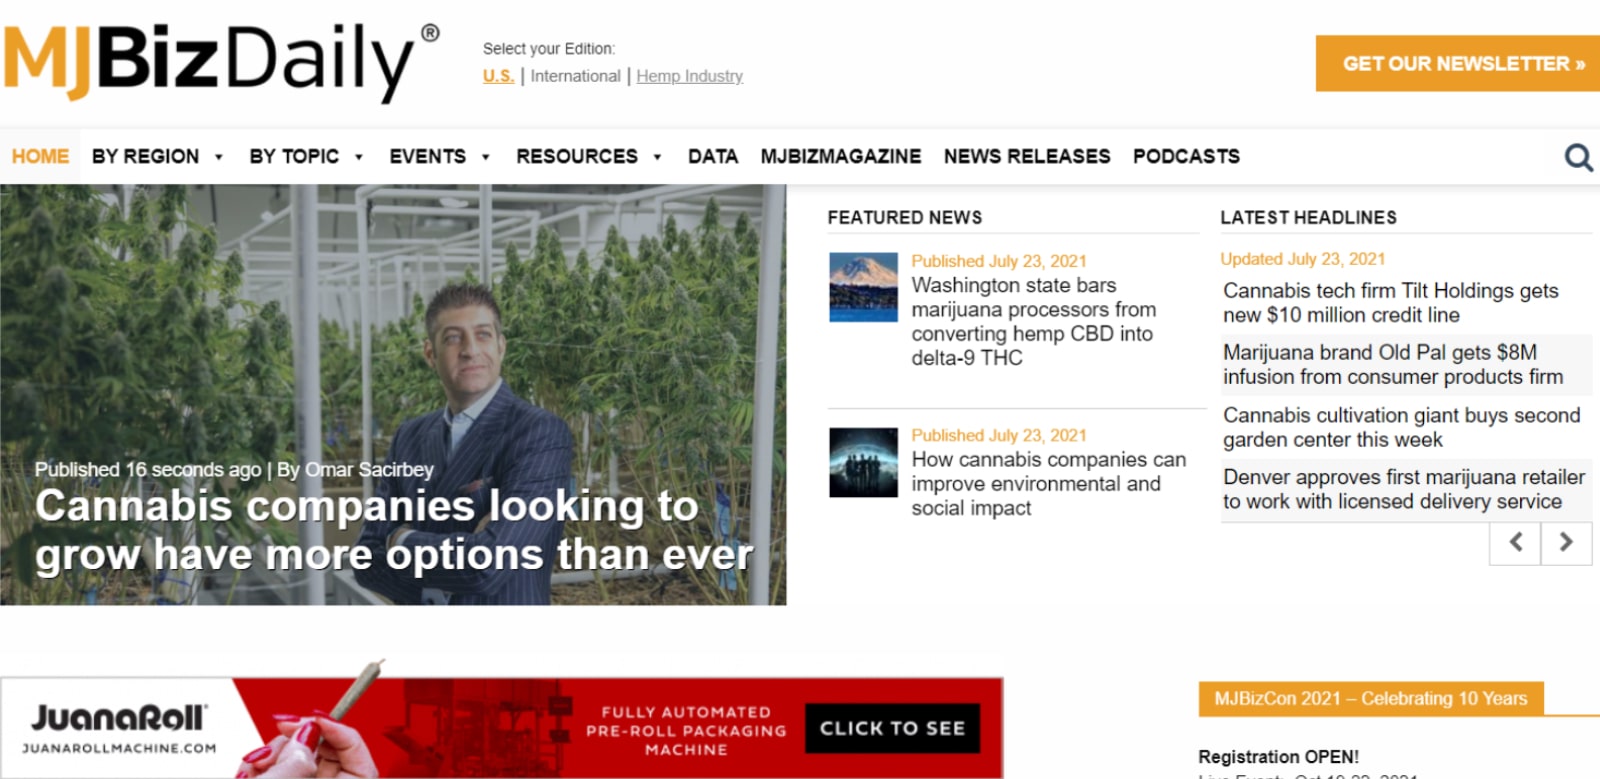 MJBizDaily®
Select your Edition:
U.S. | International | Hemp Industry
GET OUR NEWSLETTER »
HOME BY REGION ▾ BY TOPIC ▾ EVENTS ▾ RESOURCES ▾ DATA MJBIZMAGAZINE NEWS RELEASES PODCASTS
Published 16 seconds ago | By Omar Sacirbey
Cannabis companies looking to
grow have more options than ever
FEATURED NEWS
Published July 23, 2021
Washington state bars
marijuana processors from
converting hemp CBD into
delta-9 THC
Published July 23, 2021
How cannabis companies can
improve environmental and
social impact
LATEST HEADLINES
Updated July 23, 2021
Cannabis tech firm Tilt Holdings gets
new $10 million credit line
Marijuana brand Old Pal gets $8M
infusion from consumer products firm
Cannabis cultivation giant buys second
garden center this week
Denver approves first marijuana retailer
to work with licensed delivery service
JuanaRoll
JUANAROLLMACHINE.COM
FULLY AUTOMATED
PRE-ROLL PACKAGING
MACHINE
CLICK TO SEE
MJBizCon 2021 – Celebrating 10 Years
Registration OPEN!